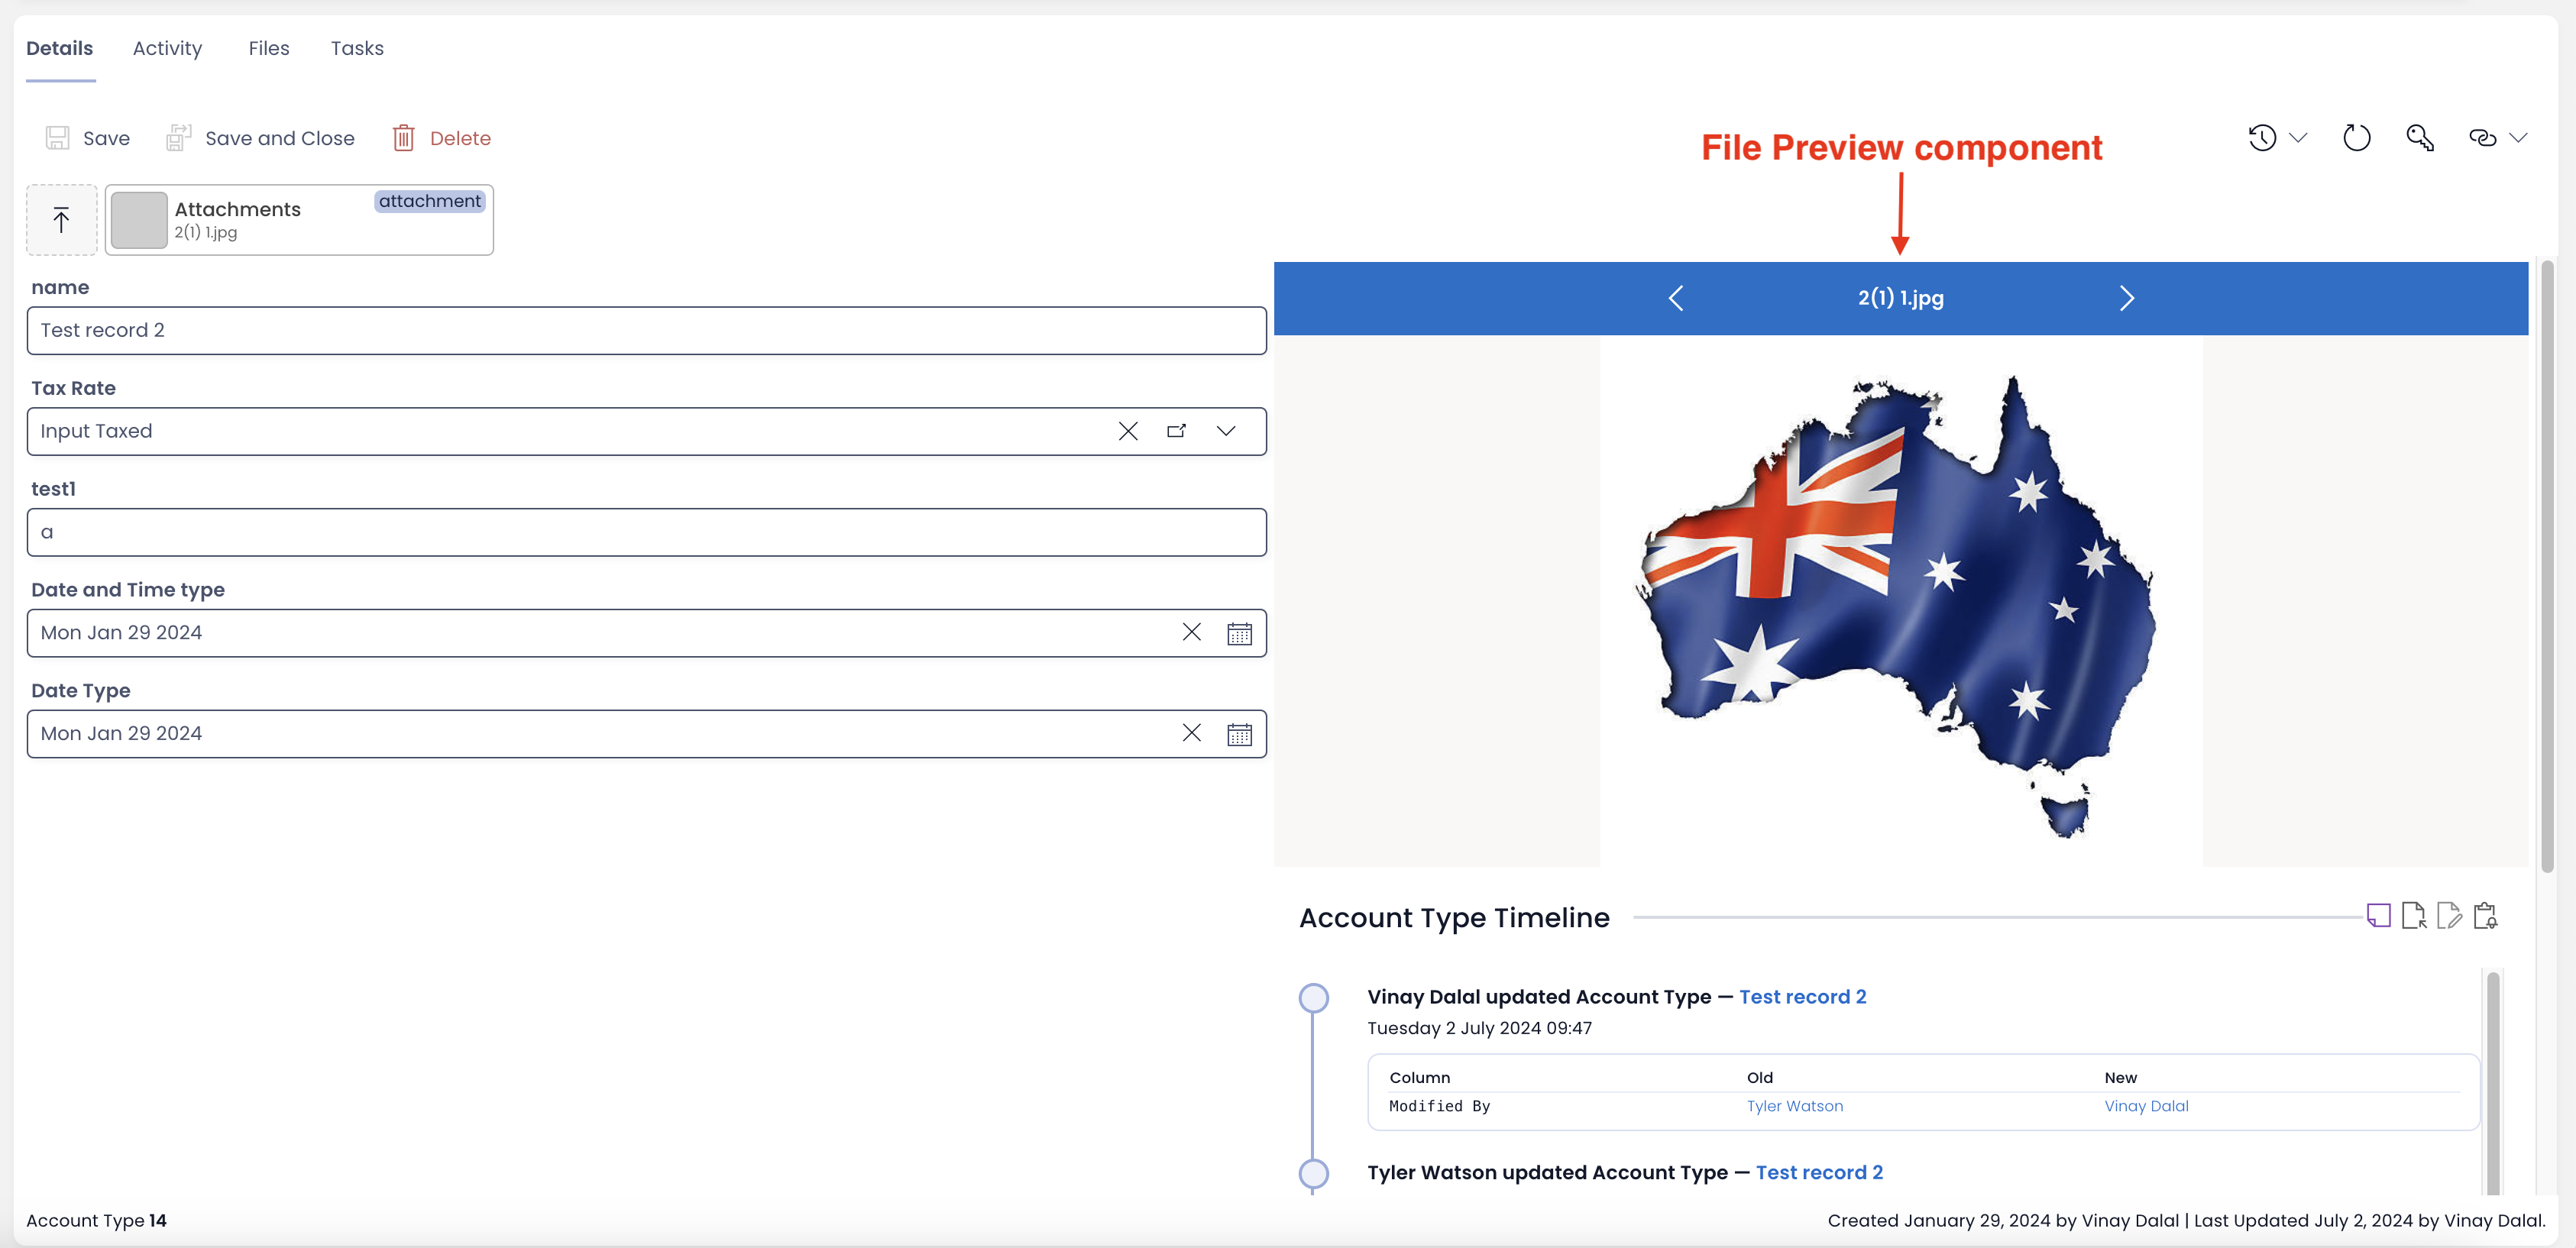 Details Activity Files Tasks
Save Save and Close Delete
File Preview component
Attachments attachment
2(1) 1.jpg
name
Test record 2
Tax Rate
Input Taxed
test1
a
Date and Time type
Mon Jan 29 2024
Date Type
Mon Jan 29 2024
2(1) 1.jpg
Account Type Timeline
Vinay Dalal updated Account Type — Test record 2
Tuesday 2 July 2024 09:47
Column Old New
Modified By Tyler Watson Vinay Dalal
Tyler Watson updated Account Type — Test record 2
Account Type 14
Created January 29, 2024 by Vinay Dalal | Last Updated July 2, 2024 by Vinay Dalal.